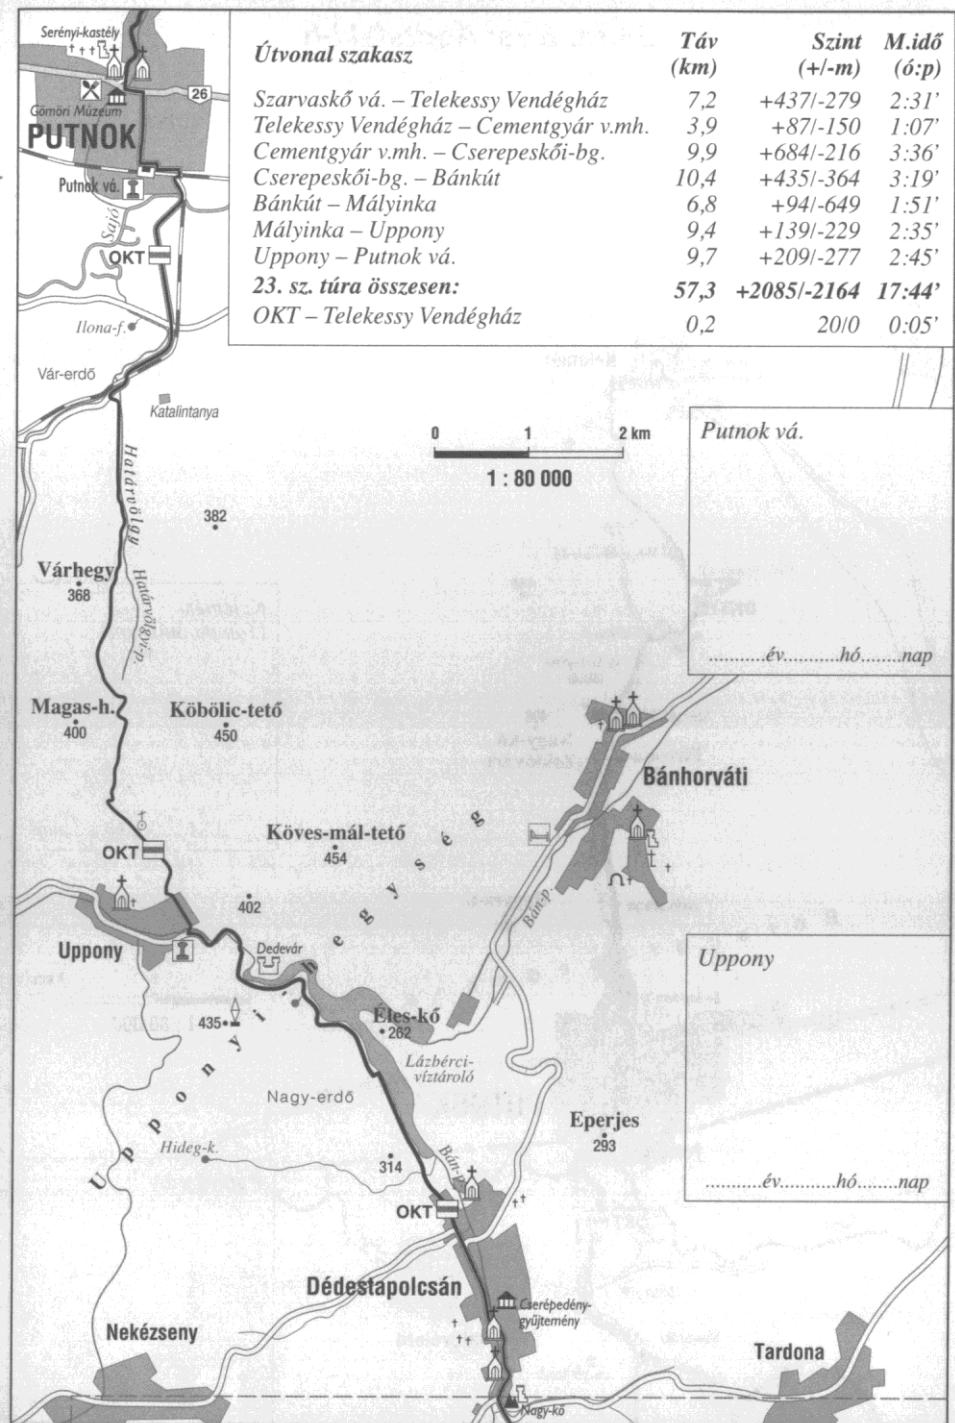 Serényi-kastély
Gömöri Múzeum
PUTNOK
26
Putnok vá.
Sajó
OKT
Ilona-f.
Vár-erdő
Katalintanya
Útvonal szakasz Táv (km) Szint (+/-m) M.idő (ó:p)
Szarvaskő vá. – Telekessy Vendégház 7,2 +437/-279 2:31'
Telekessy Vendégház – Cementgyár v.mh. 3,9 +87/-150 1:07'
Cementgyár v.mh. – Cserepeskői-bg. 9,9 +684/-216 3:36'
Cserepeskői-bg. – Bánkút 10,4 +435/-364 3:19'
Bánkút – Mályinka 6,8 +94/-649 1:51'
Mályinka – Uppony 9,4 +139/-229 2:35'
Uppony – Putnok vá. 9,7 +209/-277 2:45'
23. sz. túra összesen: 57,3 +2085/-2164 17:44'
OKT – Telekessy Vendégház 0,2 20/0 0:05'
0 1 2 km
1 : 80 000
Putnok vá.
...........év...........hó........nap
Határvölgy
382
Várhegy
368
Határvölgyi-p.
Magas-h.
400
Köbölic-tető
450
Bánhorváti
Köves-mál-tető
454
OKT
402
Bán-p.
Uppony
Dedevár
Upponyi-hegység
435
Éles-kő
262
Lázbérci-
víztároló
Uppony
...........év...........hó........nap
Nagy-erdő
Eperjes
293
Hideg-k.
314
Bán-p.
OKT
Dédestapolcsán
Cserépedény-
gyűjtemény
Nekézseny
Tardona
Nagy-kő